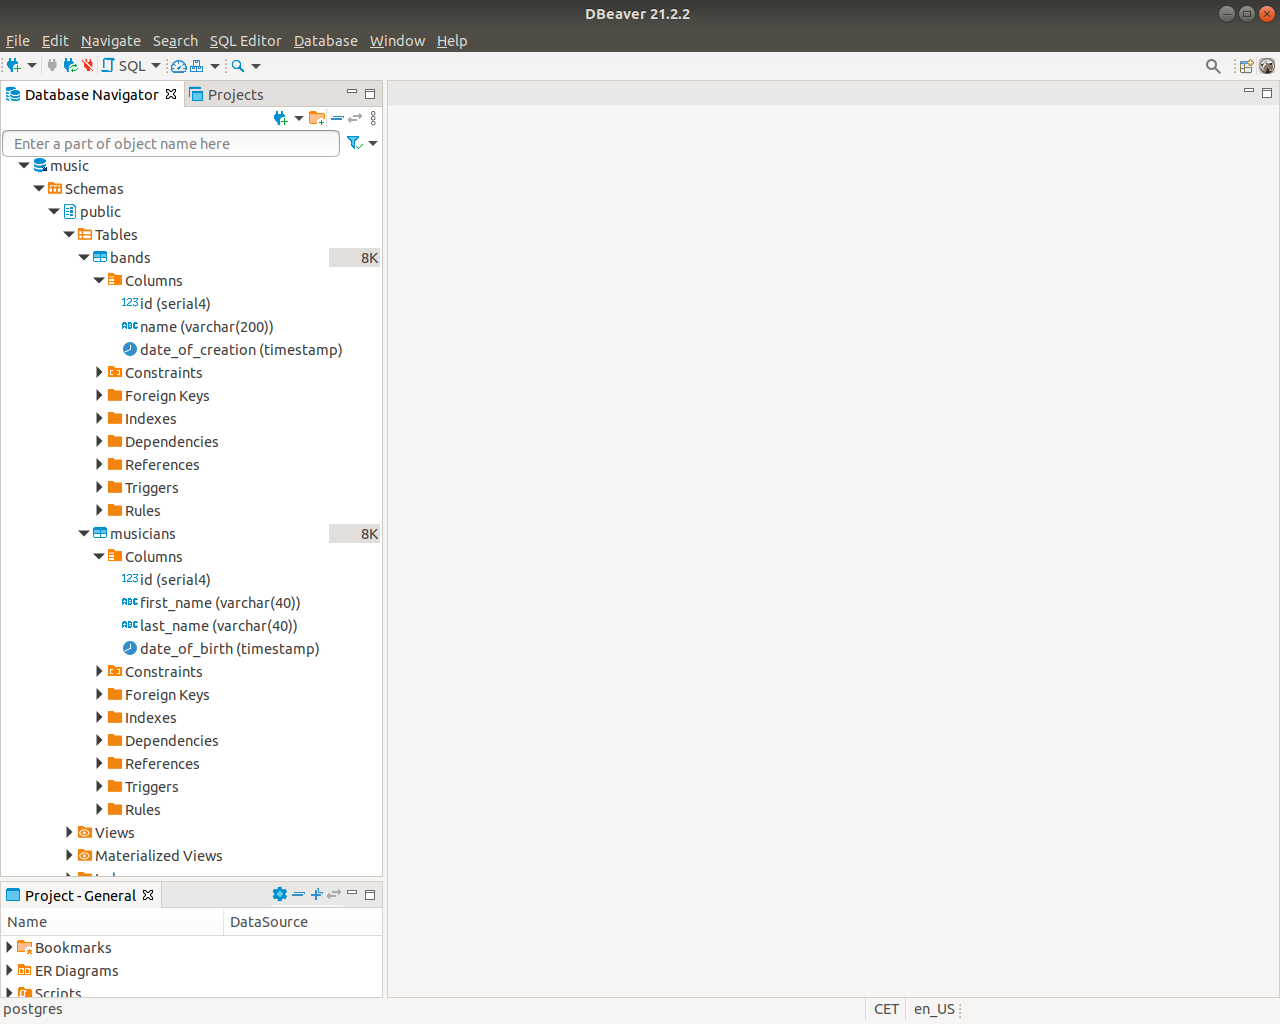 DBeaver 21.2.2
File Edit Navigate Search SQL Editor Database Window Help
SQL
Database Navigator Projects
Enter a part of object name here
music
Schemas
public
Tables
bands 8K
Columns
123 id (serial4)
ABC name (varchar(200))
date_of_creation (timestamp)
Constraints
Foreign Keys
Indexes
Dependencies
References
Triggers
Rules
musicians 8K
Columns
123 id (serial4)
ABC first_name (varchar(40))
ABC last_name (varchar(40))
date_of_birth (timestamp)
Constraints
Foreign Keys
Indexes
Dependencies
References
Triggers
Rules
Views
Materialized Views
Project - General
Name DataSource
Bookmarks
ER Diagrams
Scripts
postgres CET en_US